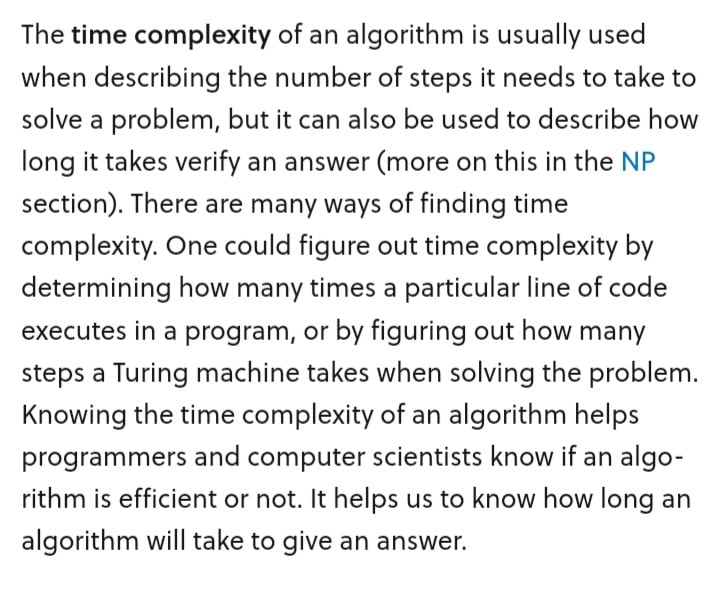 The time complexity of an algorithm is usually used
when describing the number of steps it needs to take to
solve a problem, but it can also be used to describe how
long it takes verify an answer (more on this in the NP
section). There are many ways of finding time
complexity. One could figure out time complexity by
determining how many times a particular line of code
executes in a program, or by figuring out how many
steps a Turing machine takes when solving the problem.
Knowing the time complexity of an algorithm helps
programmers and computer scientists know if an algo-
rithm is efficient or not. It helps us to know how long an
algorithm will take to give an answer.